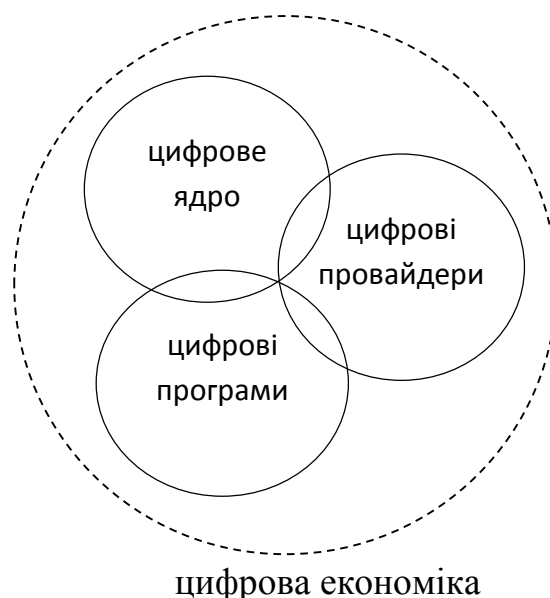 цифрове
ядро
цифрові
провайдери
цифрові
програми
цифрова економіка